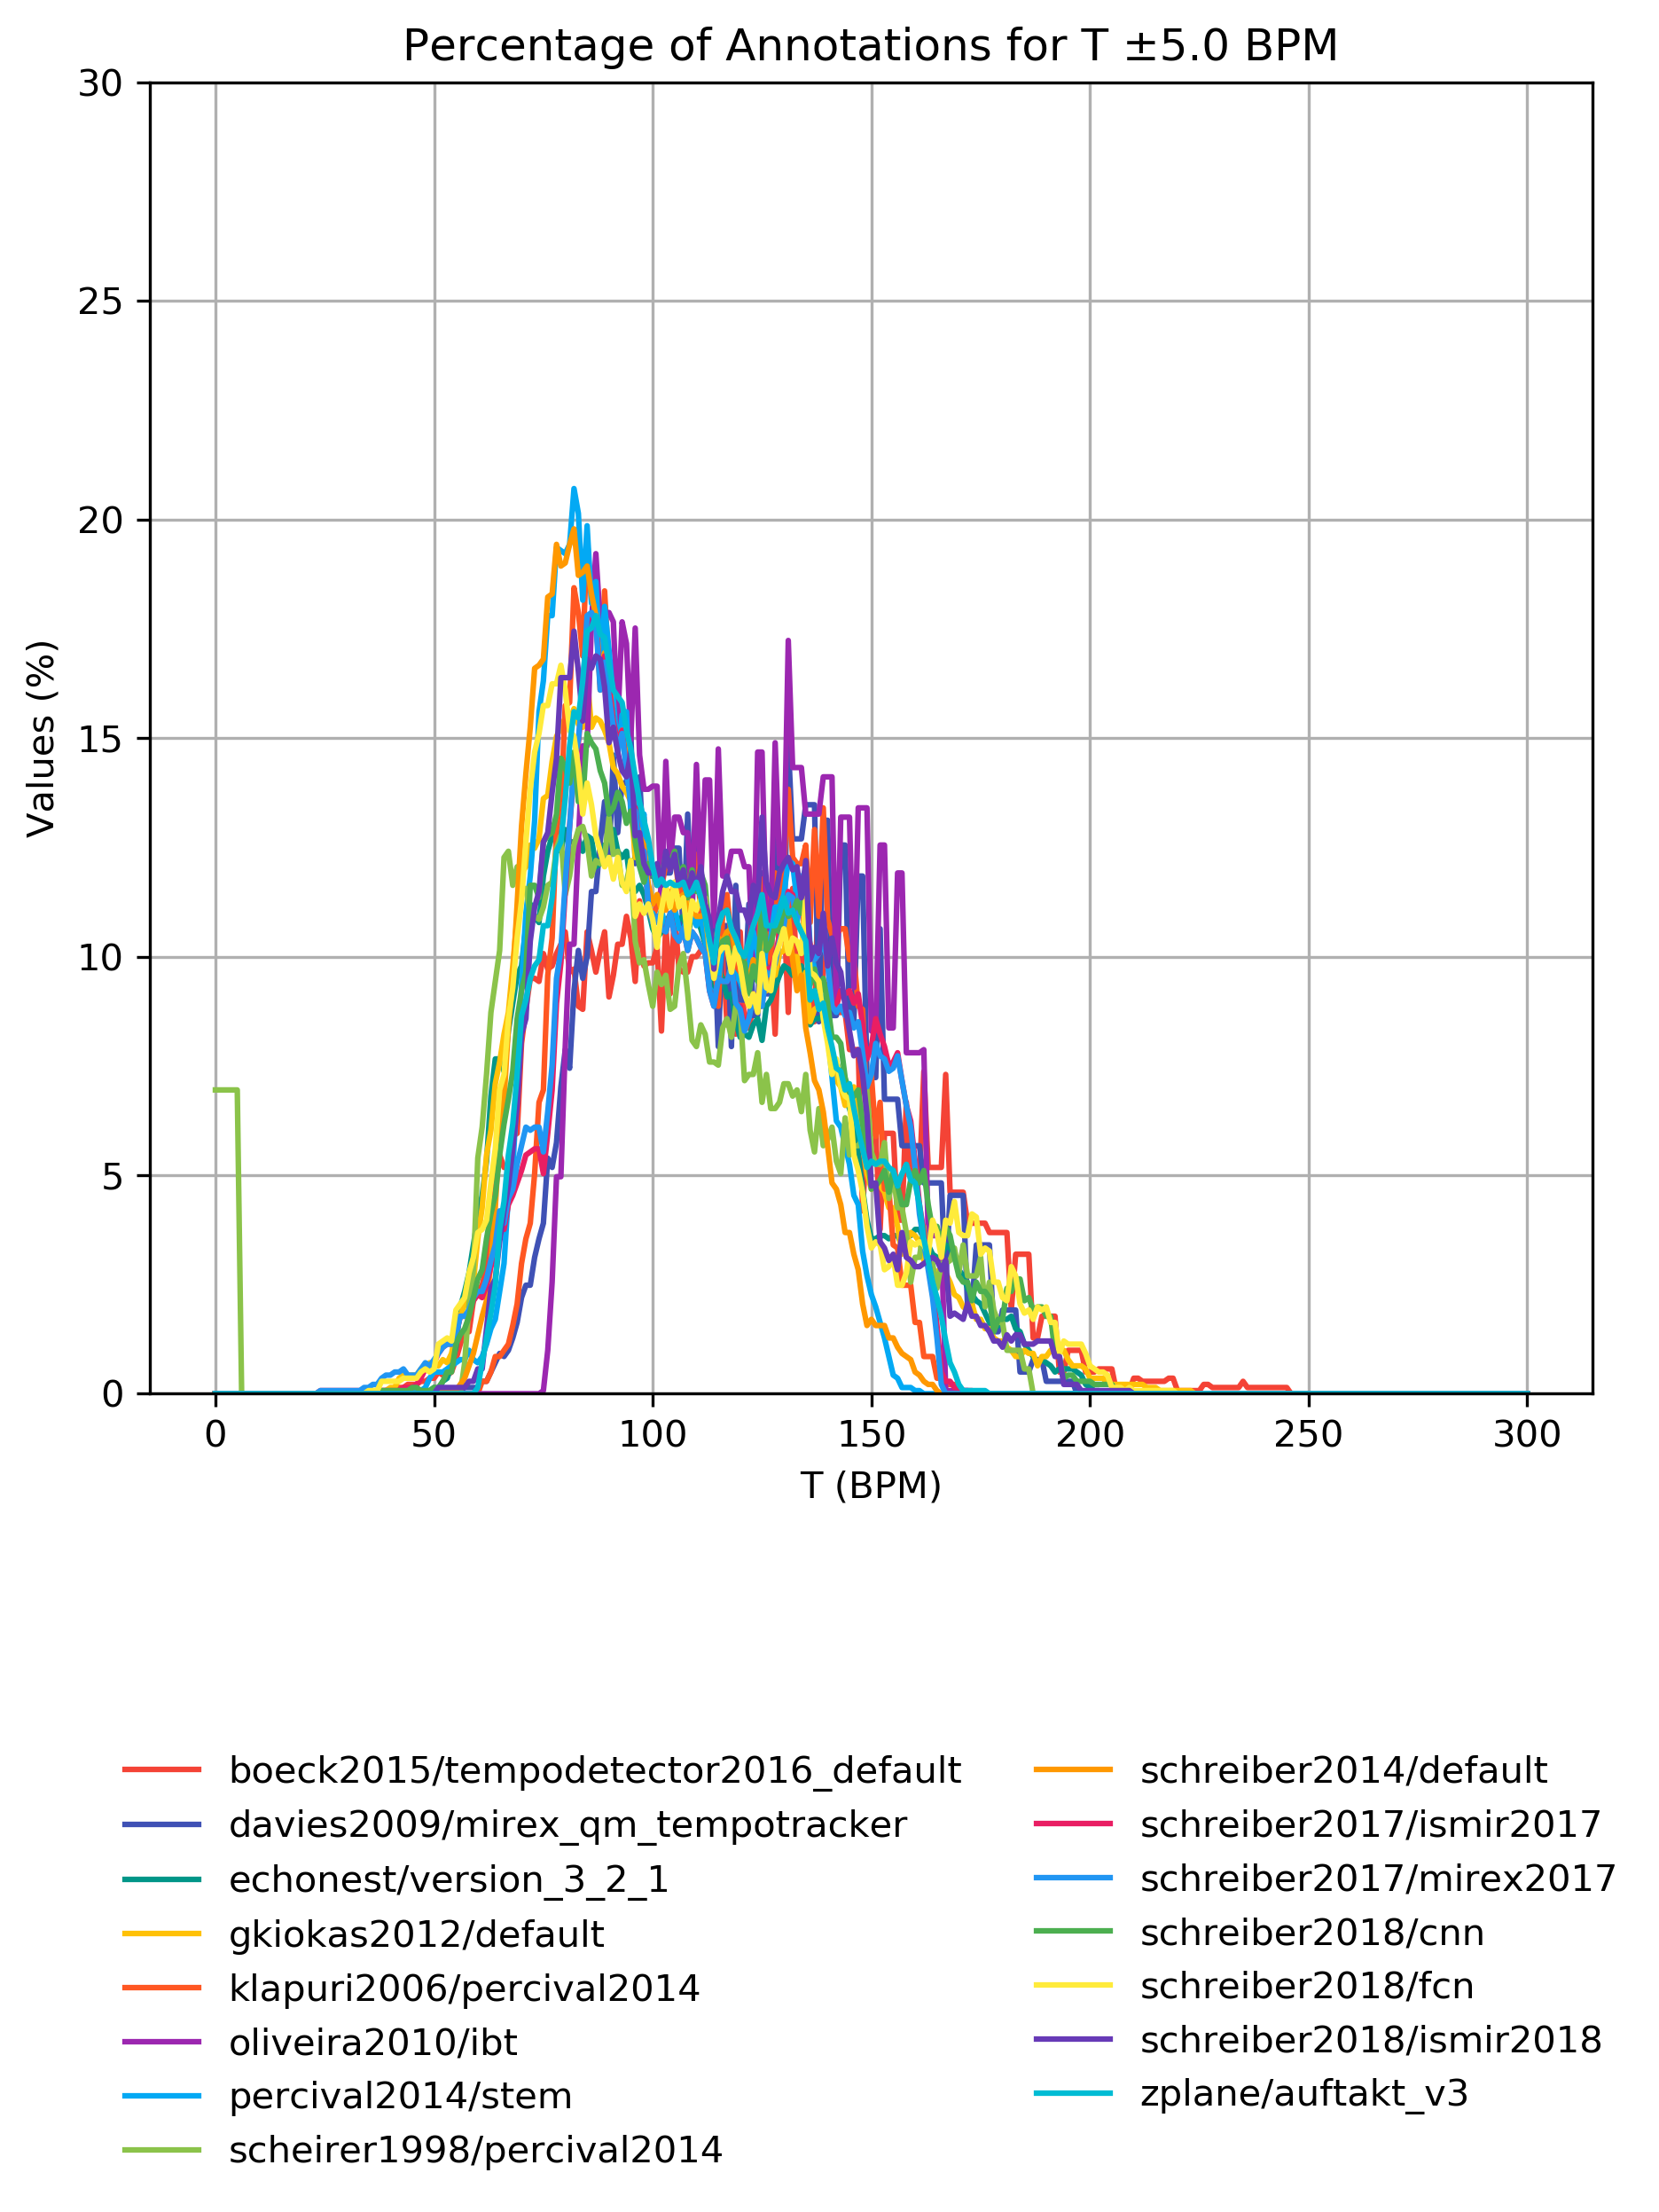 Percentage of Annotations for T ±5.0 BPM
30
25
20
15
10
5
0
Values (%)
0 50 100 150 200 250 300
T (BPM)
boeck2015/tempodetector2016_default
davies2009/mirex_qm_tempotracker
echonest/version_3_2_1
gkiokas2012/default
klapuri2006/percival2014
oliveira2010/ibt
percival2014/stem
scheirer1998/percival2014
schreiber2014/default
schreiber2017/ismir2017
schreiber2017/mirex2017
schreiber2018/cnn
schreiber2018/fcn
schreiber2018/ismir2018
zplane/auftakt_v3